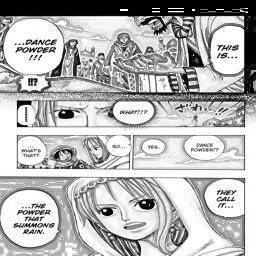 THIS
IS...
...DANCE
POWDER
!!!
!!?
WHAT!!?
DANCE
POWDER!?
YES.
SO...
...
WHAT'S
THAT?
THEY
CALL
IT...
...THE
POWDER
THAT
SUMMONS
RAIN.